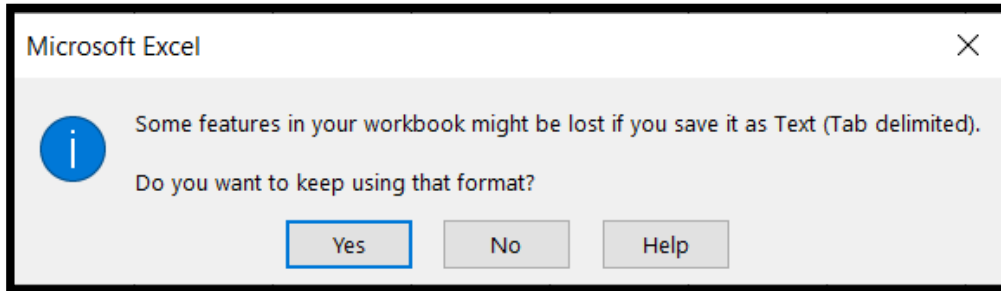 Microsoft Excel
Some features in your workbook might be lost if you save it as Text (Tab delimited).
Do you want to keep using that format?
Yes No Help